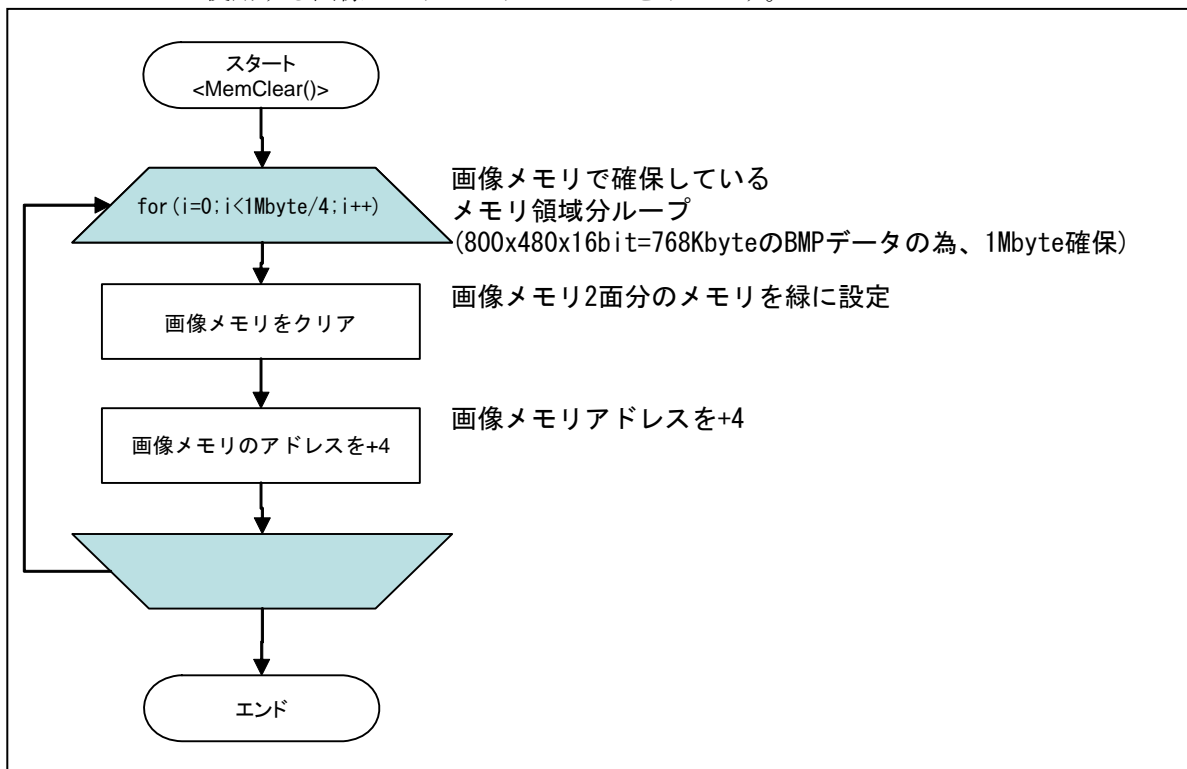 スタート
<MemClear()>
for(i=0;i<1Mbyte/4;i++)
画像メモリで確保している
メモリ領域分ループ
(800x480x16bit=768KbyteのBMPデータの為、1Mbyte確保)
画像メモリをクリア
画像メモリ2面分のメモリを緑に設定
画像メモリのアドレスを+4
画像メモリアドレスを+4
エンド